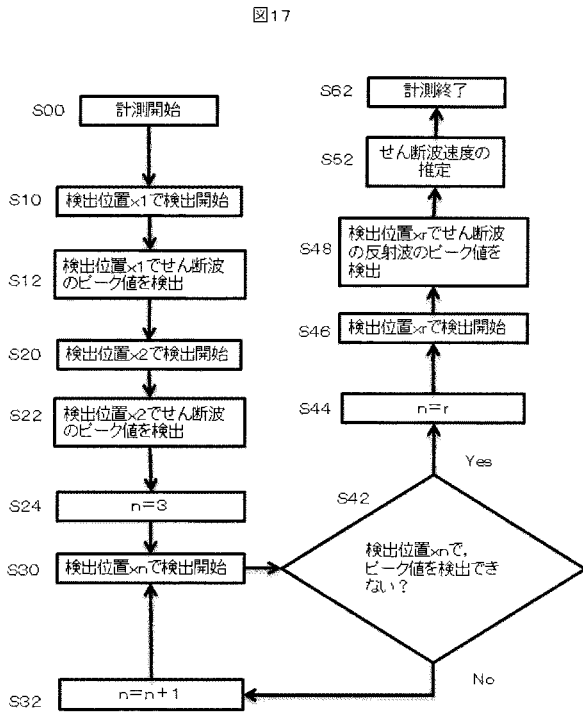 図17
S00
計測開始
S10
検出位置x1で検出開始
S12
検出位置x1でせん断波
のピーク値を検出
S20
検出位置x2で検出開始
S22
検出位置x2でせん断波
のピーク値を検出
S24
n=3
S30
検出位置xnで検出開始
S32
n=n+1
S42
検出位置xnで,
ピーク値を検出でき
ない?
Yes
No
S44
n=r
S46
検出位置xrで検出開始
S48
検出位置xrでせん断波
の反射波のピーク値を
検出
S52
せん断波速度の
推定
S62
計測終了